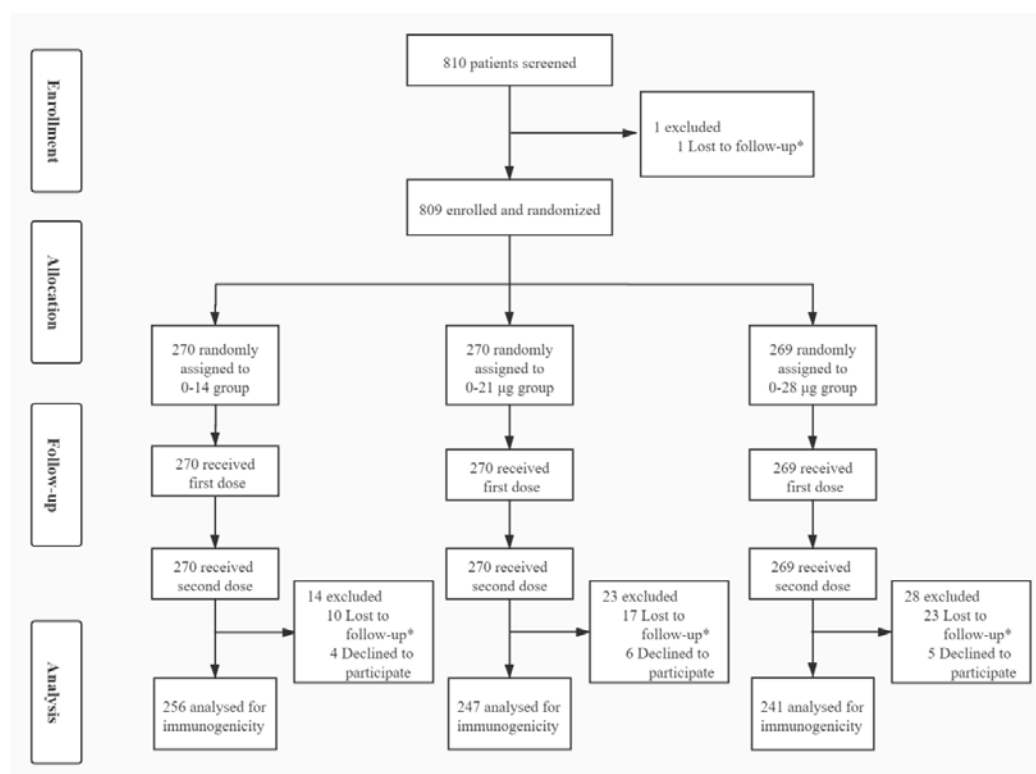 Enrollment
810 patients screened
1 excluded
1 Lost to follow-up*
809 enrolled and randomized
Allocation
270 randomly
assigned to
0-14 group
270 randomly
assigned to
0-21 μg group
269 randomly
assigned to
0-28 μg group
Follow-up
270 received
first dose
270 received
first dose
269 received
first dose
270 received
second dose
270 received
second dose
269 received
second dose
14 excluded
10 Lost to
follow-up*
4 Declined to
participate
23 excluded
17 Lost to
follow-up*
6 Declined to
participate
28 excluded
23 Lost to
follow-up*
5 Declined to
participate
Analysis
256 analysed for
immunogenicity
247 analysed for
immunogenicity
241 analysed for
immunogenicity